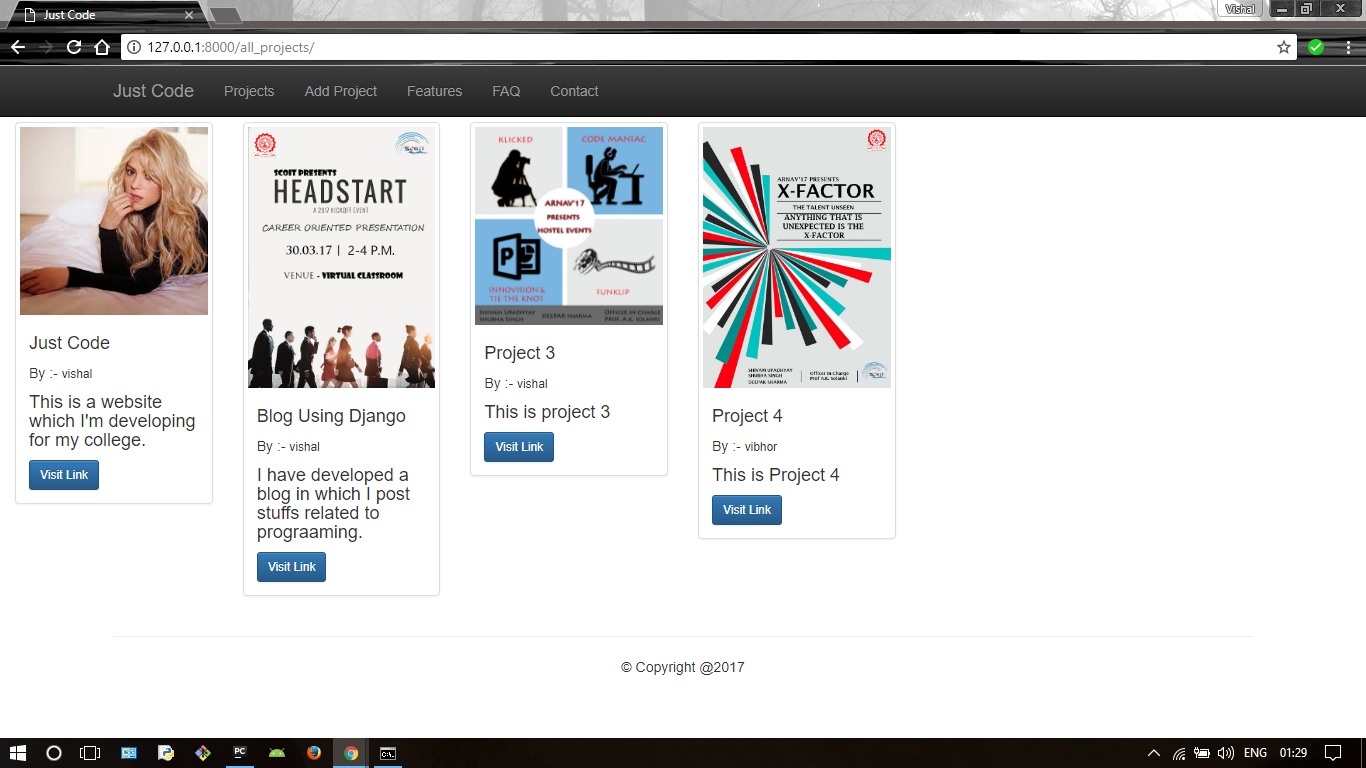 Just Code
Vishal
127.0.0.1:8000/all_projects/
Just Code
Projects
Add Project
Features
FAQ
Contact
Just Code
By :- vishal
This is a website
which I'm developing
for my college.
Visit Link
SCOIT PRESENTS
HEADSTART
A 2017 KICKOFF EVENT
CAREER ORIENTED PRESENTATION
30.03.17 | 2-4 P.M.
VENUE - VIRTUAL CLASSROOM
Blog Using Django
By :- vishal
I have developed a
blog in which I post
stuffs related to
prograaming.
Visit Link
KLICKED
CODE MANIAC
ARNAV'17
PRESENTS
HOSTEL EVENTS
INNOVISION &
TIE THE KNOT
FUNKLIP
SHIVAM UPADHYAY
SHUBHA SINGH
DEEPAK SHARMA
OFFICER IN-CHARGE
PROF. A.K. SOLANKI
Project 3
By :- vishal
This is project 3
Visit Link
ARNAV'17 PRESENTS
X-FACTOR
THE TALENT UNSEEN
ANYTHING THAT IS
UNEXPECTED IS THE
X-FACTOR
SHIVAM UPADHYAY
SHUBHA SINGH
DEEPAK SHARMA
Officer In-Charge
Prof A.K. Solanki
Project 4
By :- vibhor
This is Project 4
Visit Link
© Copyright @2017
PC
C:\.
ENG
01:29